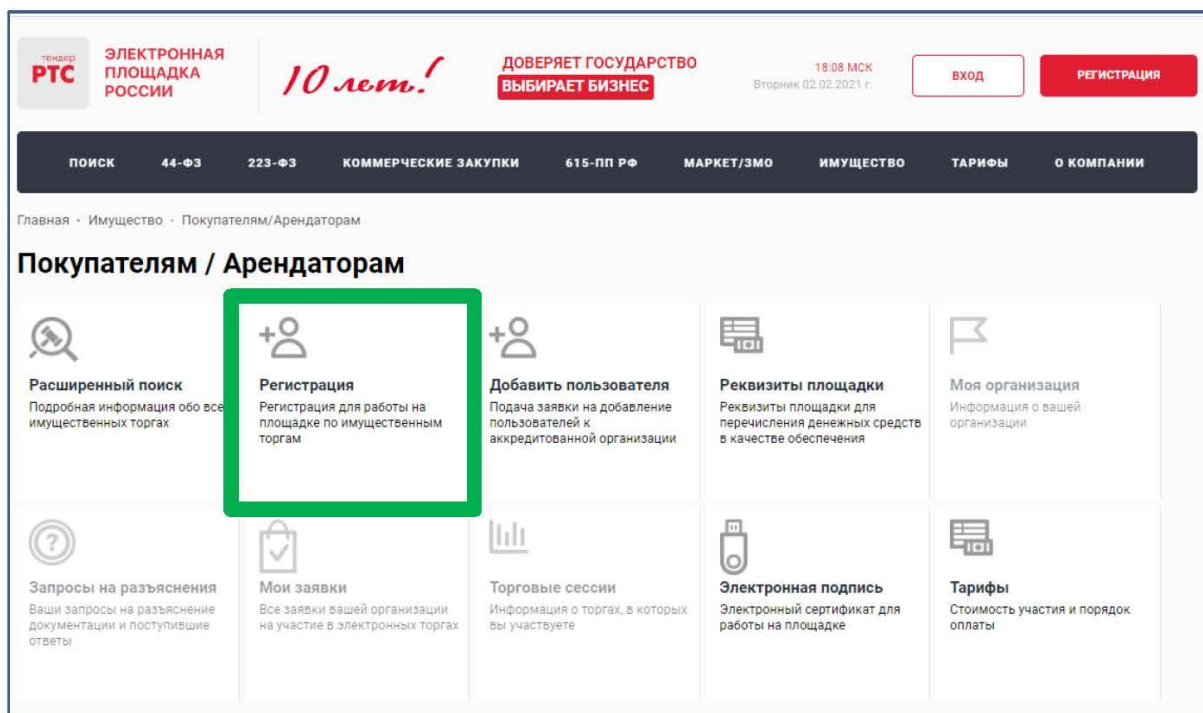 тендер
РТС
ЭЛЕКТРОННАЯ
ПЛОЩАДКА
РОССИИ
10 лет!
ДОВЕРЯЕТ ГОСУДАРСТВО
ВЫБИРАЕТ БИЗНЕС
18:08 МСК
Вторник 02.02.2021 г.
ВХОД
РЕГИСТРАЦИЯ
ПОИСК 44-ФЗ 223-ФЗ КОММЕРЧЕСКИЕ ЗАКУПКИ 615-ПП РФ МАРКЕТ/ЗМО ИМУЩЕСТВО ТАРИФЫ О КОМПАНИИ
Главная · Имущество · Покупателям/Арендаторам
Покупателям / Арендаторам
Расширенный поиск
Подробная информация обо все
имущественных торгах
Регистрация
Регистрация для работы на
площадке по имущественным
торгам
Добавить пользователя
Подача заявки на добавление
пользователей к
аккредитованной организации
Реквизиты площадки
Реквизиты площадки для
перечисления денежных средств
в качестве обеспечения
Моя организация
Информация о вашей
организации
Запросы на разъяснения
Ваши запросы на разъяснение
документации и поступившие
ответы
Мои заявки
Все заявки вашей организации
на участие в электронных торгах
Торговые сессии
Информация о торгах, в которых
вы участвуете
Электронная подпись
Электронный сертификат для
работы на площадке
Тарифы
Стоимость участия и порядок
оплаты